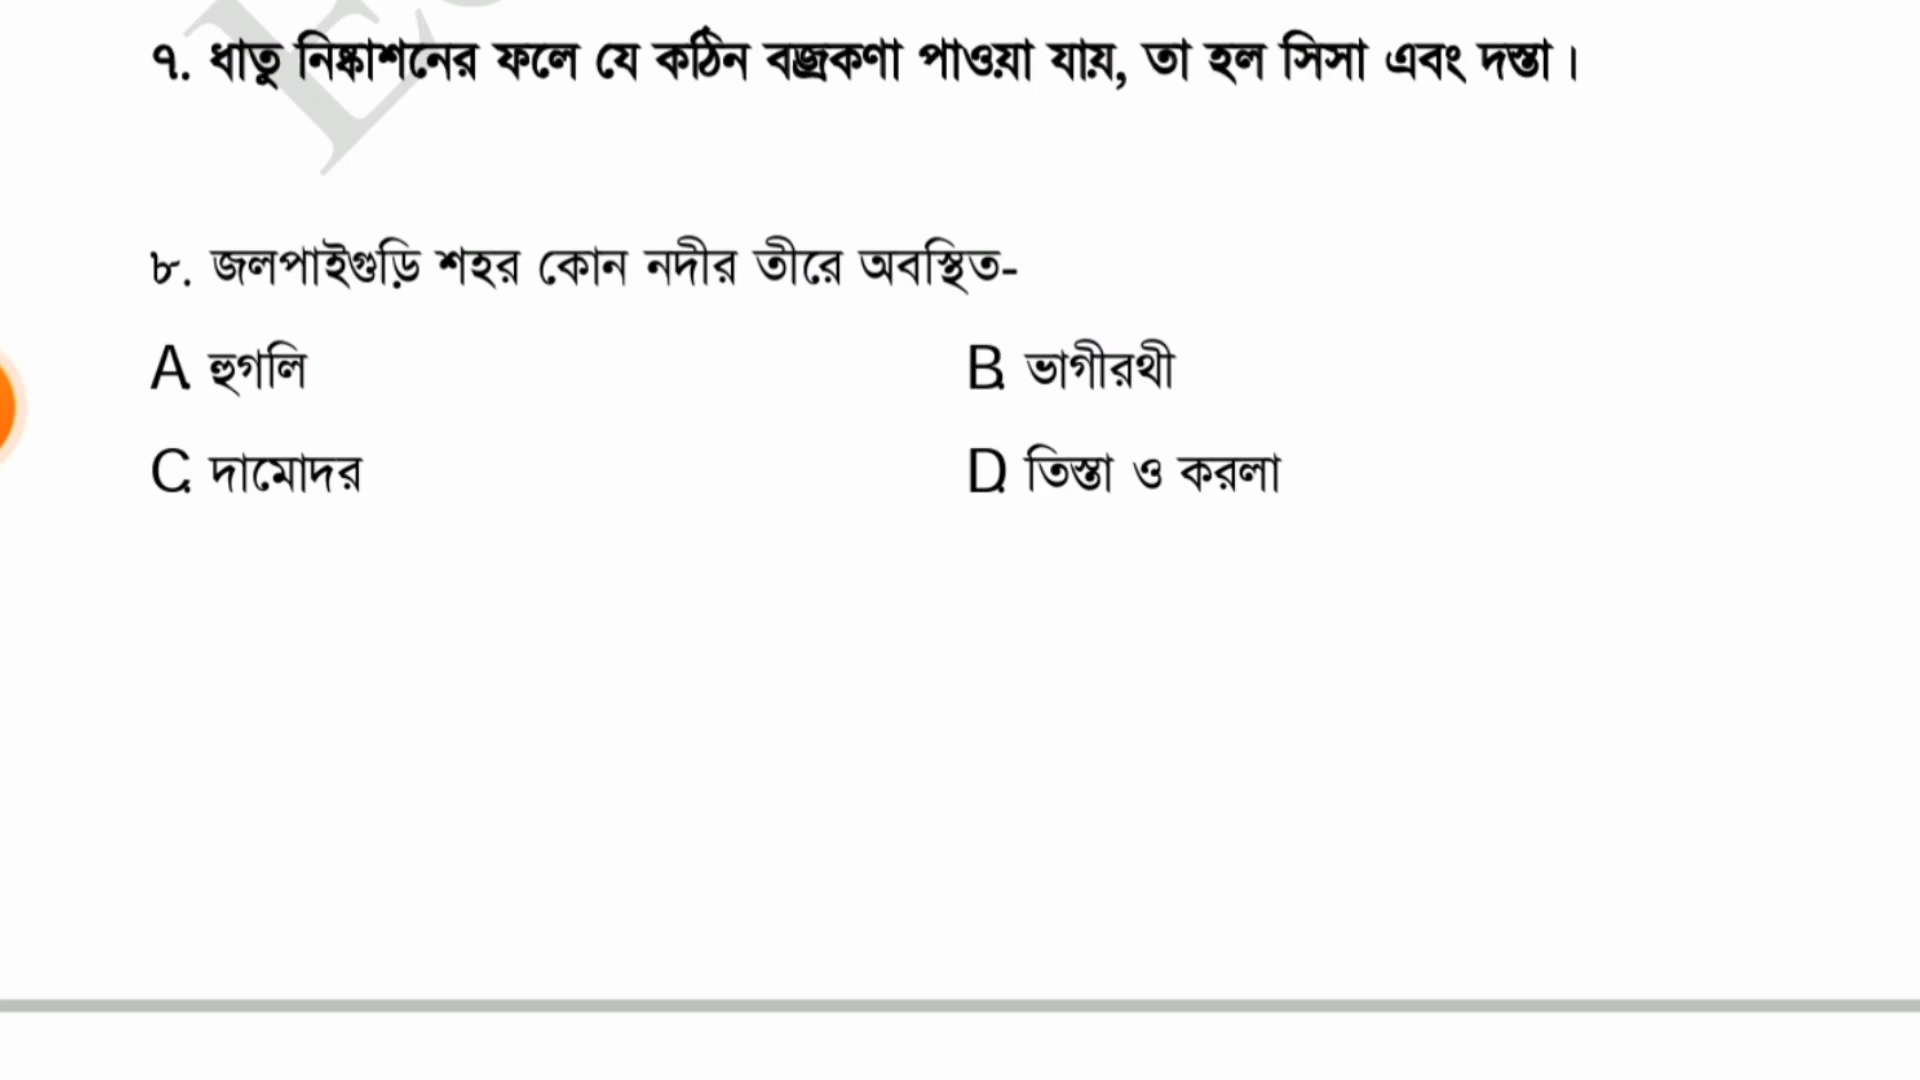 ৭. ধাতু নিষ্কাশনের ফলে যে কঠিন বজ্রকণা পাওয়া যায়, তা হল সিসা এবং দস্তা।
৮. জলপাইগুড়ি শহর কোন নদীর তীরে অবস্থিত-
A. হুগলি B. ভাগীরথী
C. দামোদর D. তিস্তা ও করলা